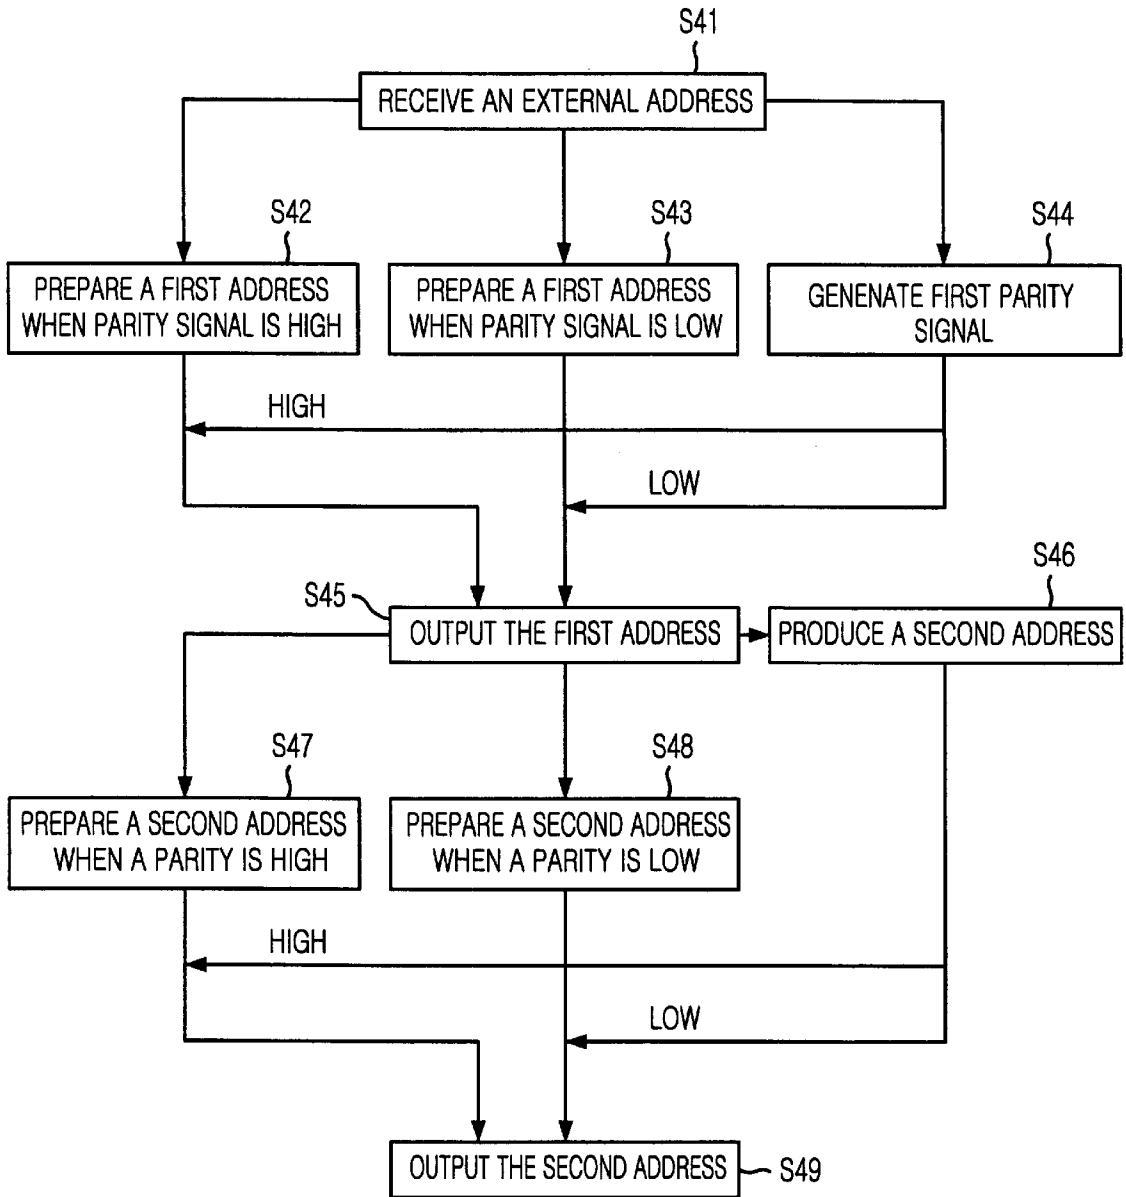 S41
RECEIVE AN EXTERNAL ADDRESS
S42
S43
S44
PREPARE A FIRST ADDRESS
WHEN PARITY SIGNAL IS HIGH
PREPARE A FIRST ADDRESS
WHEN PARITY SIGNAL IS LOW
GENENATE FIRST PARITY
SIGNAL
HIGH
LOW
S45
S46
OUTPUT THE FIRST ADDRESS
PRODUCE A SECOND ADDRESS
S47
S48
PREPARE A SECOND ADDRESS
WHEN A PARITY IS HIGH
PREPARE A SECOND ADDRESS
WHEN A PARITY IS LOW
HIGH
LOW
OUTPUT THE SECOND ADDRESS
S49